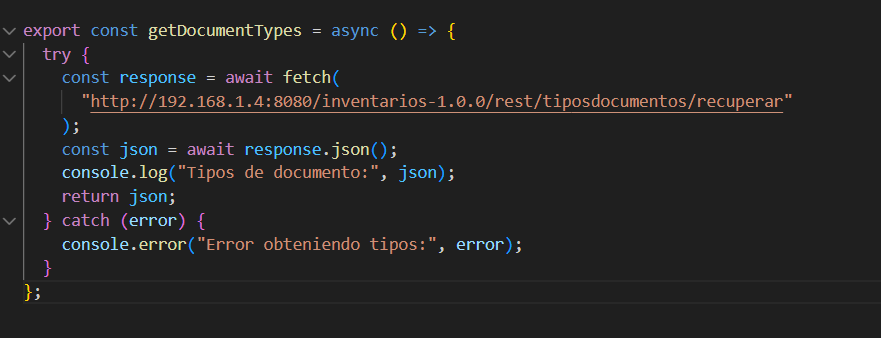 export const getDocumentTypes = async () => {
  try {
    const response = await fetch(
      "http://192.168.1.4:8080/inventarios-1.0.0/rest/tiposdocumentos/recuperar"
    );
    const json = await response.json();
    console.log("Tipos de documento:", json);
    return json;
  } catch (error) {
    console.error("Error obteniendo tipos:", error);
  }
};